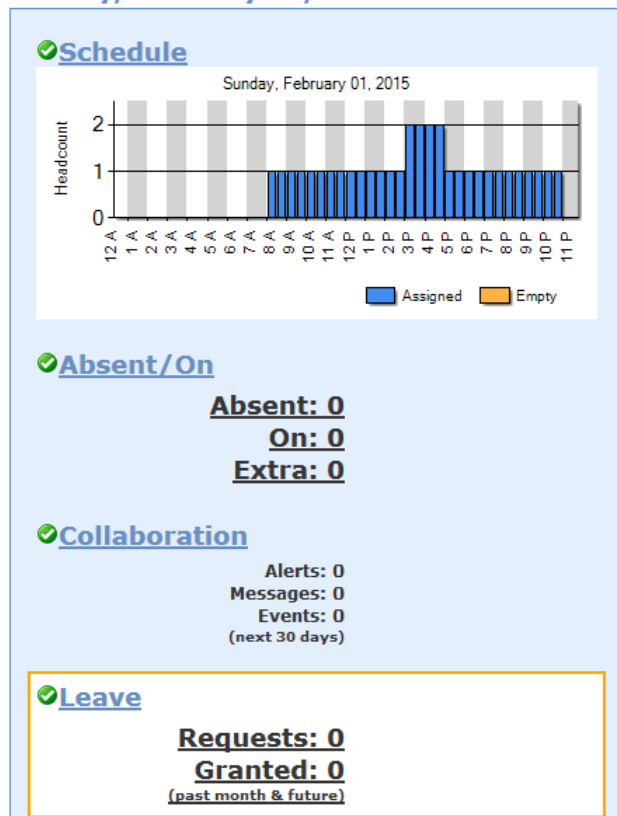 Schedule
Sunday, February 01, 2015
Headcount
2
1
0
12 A
1 A
2 A
3 A
4 A
5 A
6 A
7 A
8 A
9 A
10 A
11 A
12 P
1 P
2 P
3 P
4 P
5 P
6 P
7 P
8 P
9 P
10 P
11 P
Assigned
Empty
Absent/On
Absent: 0
On: 0
Extra: 0
Collaboration
Alerts: 0
Messages: 0
Events: 0
(next 30 days)
Leave
Requests: 0
Granted: 0
(past month & future)